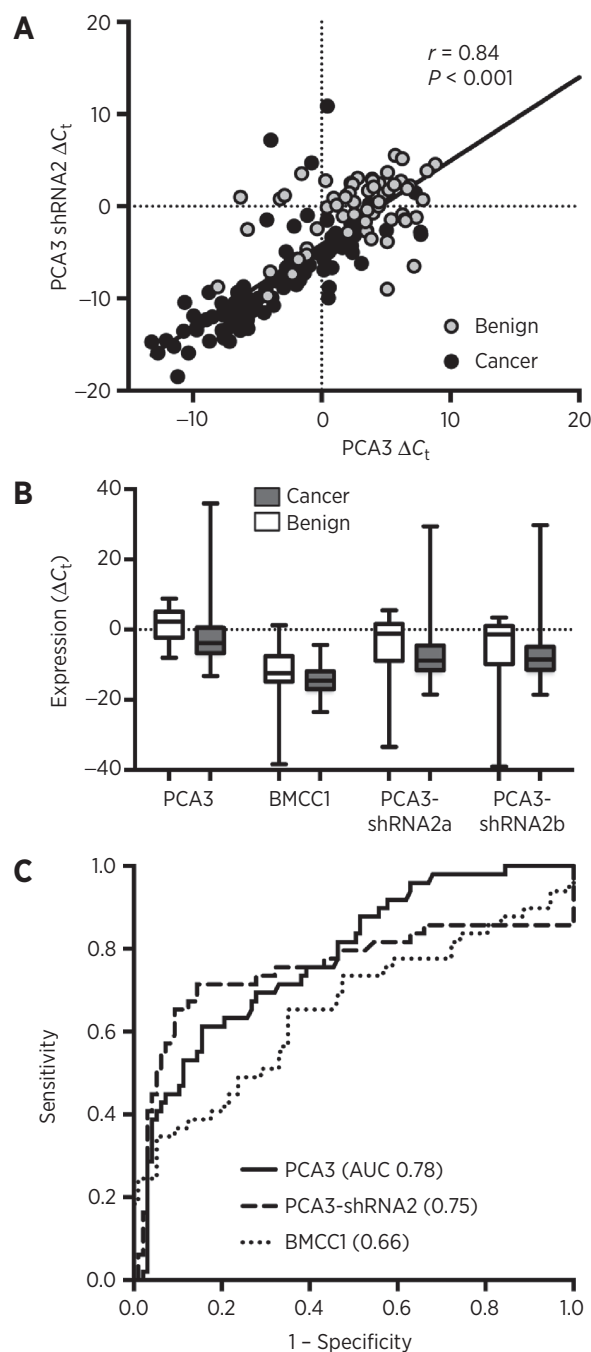 A
20
10
0
−10
−20
PCA3 shRNA2 ΔCt
r = 0.84
P < 0.001
Benign
Cancer
−10
0
10
20
PCA3 ΔCt
B
40
20
0
−20
−40
Expression (ΔCt)
Cancer
Benign
PCA3
BMCC1
PCA3-
shRNA2a
PCA3-
shRNA2b
C
1.0
0.8
0.6
0.4
0.2
0.0
Sensitivity
PCA3 (AUC 0.78)
PCA3-shRNA2 (0.75)
BMCC1 (0.66)
0.0
0.2
0.4
0.6
0.8
1.0
1 – Specificity